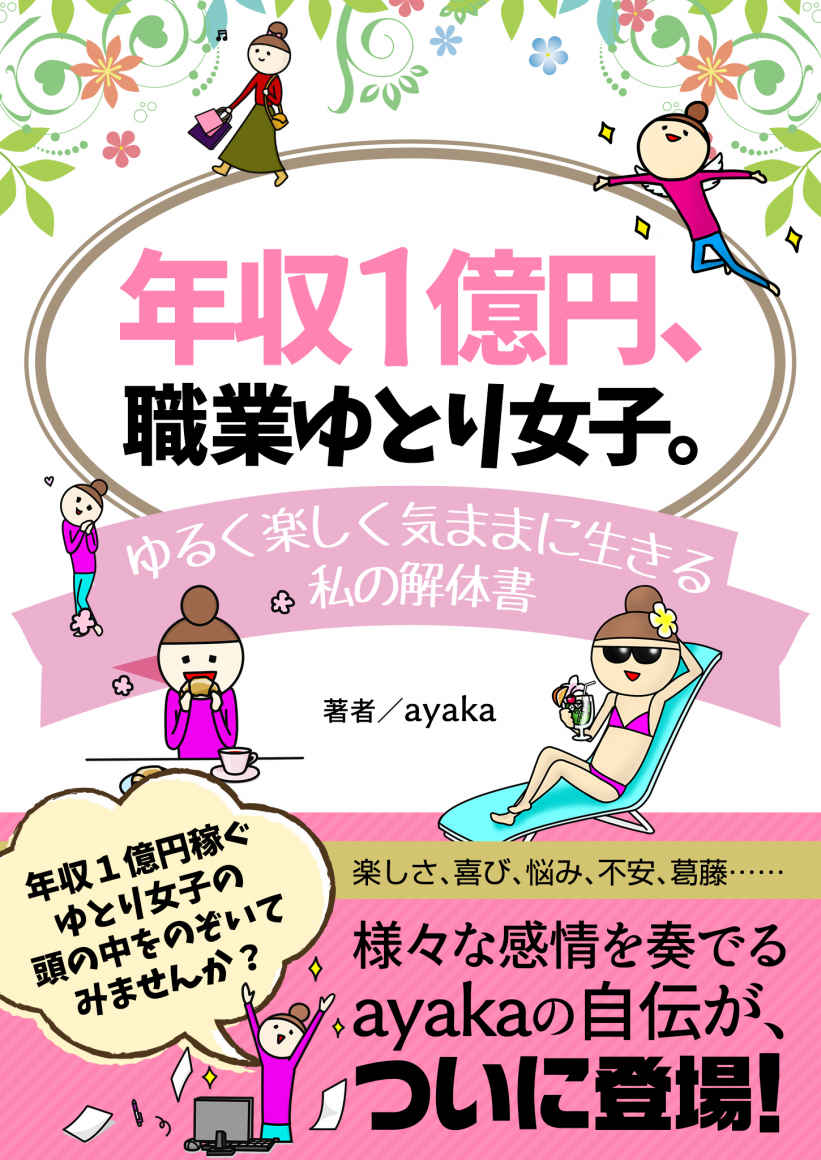 年収1億円、
職業ゆとり女子。
ゆるく楽しく気ままに生きる
私の解体書
著者／ayaka
年収１億円稼ぐ
ゆとり女子の
頭の中をのぞいて
みませんか？
楽しさ、喜び、悩み、不安、葛藤……
様々な感情を奏でる
ayakaの自伝が、
ついに登場！